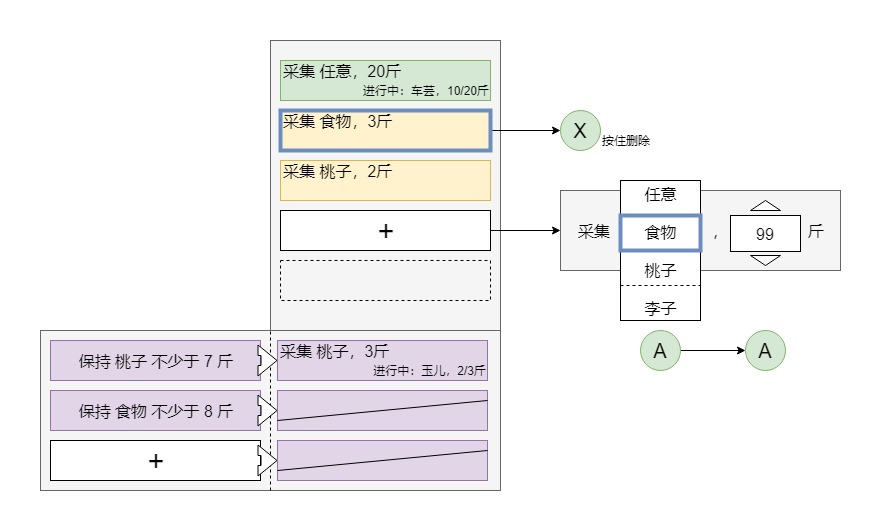 采集 任意，20斤
进行中：车芸，10/20斤
采集 食物，3斤
X
按住删除
采集 桃子，2斤
+
采集
任意
食物
桃子
李子
，
99
斤
A
A
保持 桃子 不少于 7 斤
采集 桃子，3斤
进行中：玉儿，2/3斤
保持 食物 不少于 8 斤
+